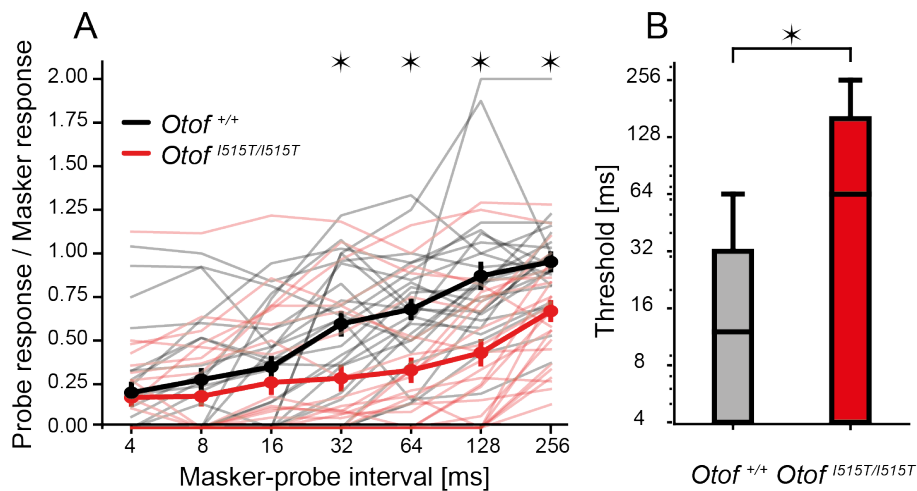 A
Probe response / Masker response
2.00
1.75
1.50
1.25
1.00
0.75
0.50
0.25
0.00
Otof +/+
Otof I515T/I515T
4 8 16 32 64 128 256
Masker-probe interval [ms]
B
Threshold [ms]
256
128
64
32
16
8
4
Otof +/+ Otof I515T/I515T